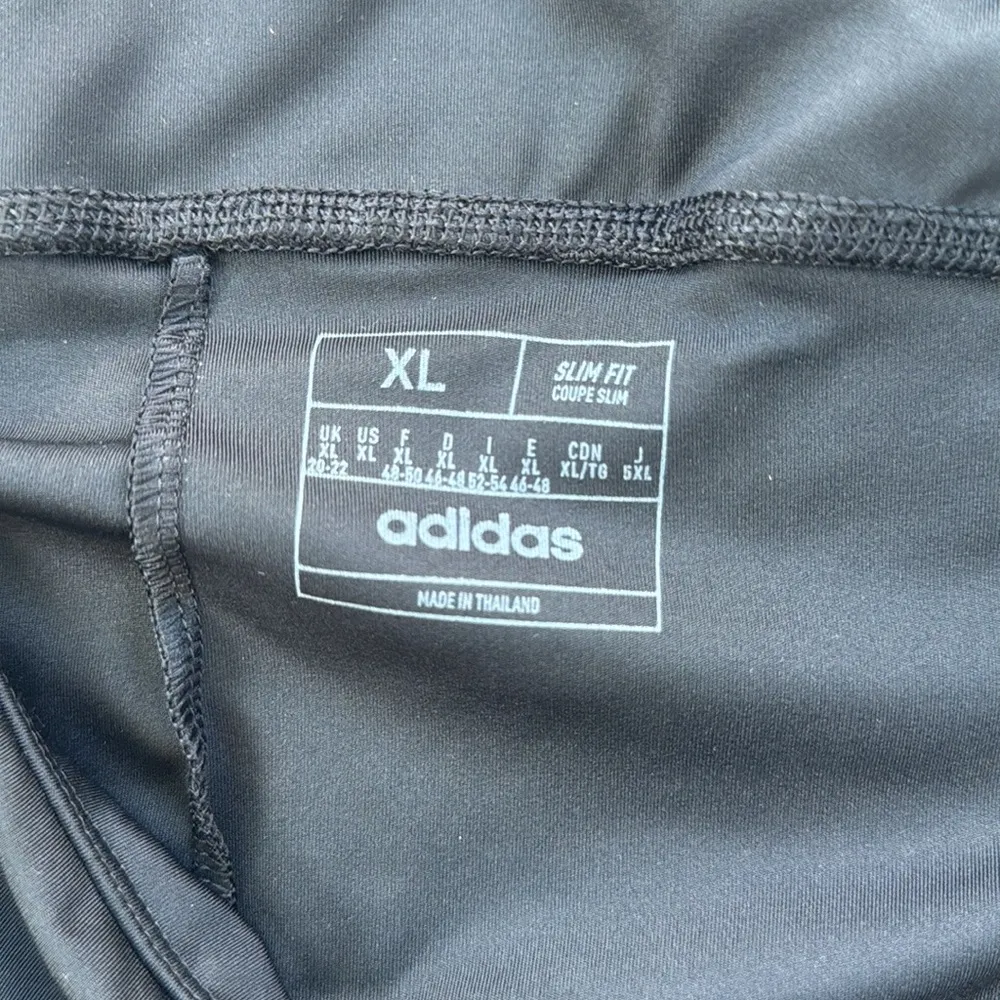 XL
SLIM FIT
COUPE SLIM
UK US F D I E CDN J
XL XL XL XL XL XL XL/TG 5XL
20-22 48-50 46-48 52-54 46-48
adidas
MADE IN THAILAND